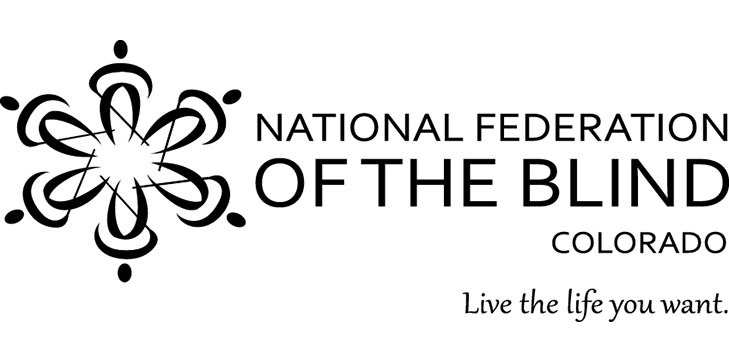 NATIONAL FEDERATION
OF THE BLIND
COLORADO
Live the life you want.